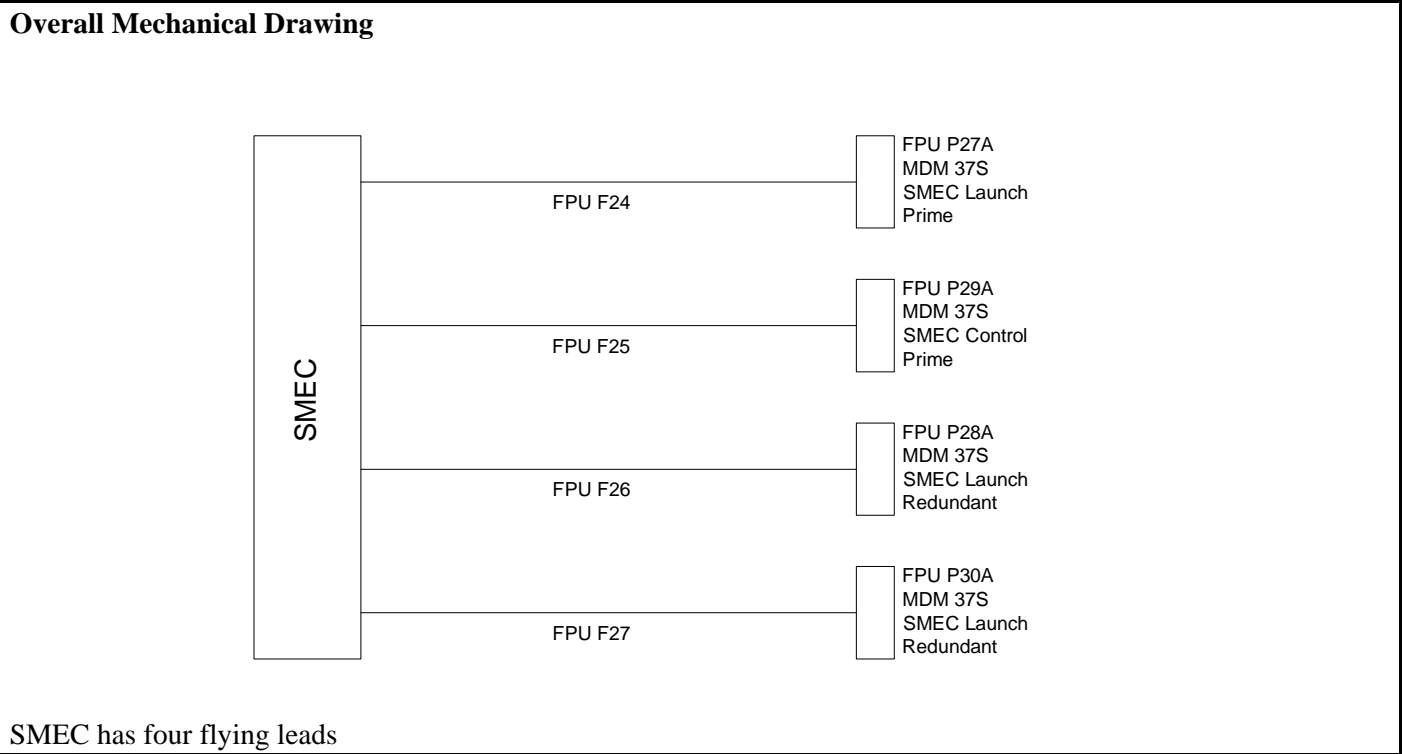 Overall Mechanical Drawing
SMEC
FPU F24
FPU P27A
MDM 37S
SMEC Launch
Prime
FPU F25
FPU P29A
MDM 37S
SMEC Control
Prime
FPU F26
FPU P28A
MDM 37S
SMEC Launch
Redundant
FPU F27
FPU P30A
MDM 37S
SMEC Launch
Redundant
SMEC has four flying leads